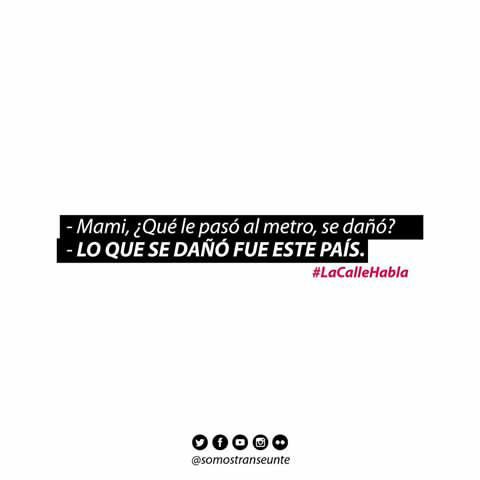 - Mami, ¿Qué le pasó al metro, se dañó?
- LO QUE SE DAÑÓ FUE ESTE PAÍS.
#LaCalleHabla
@somostranseunte